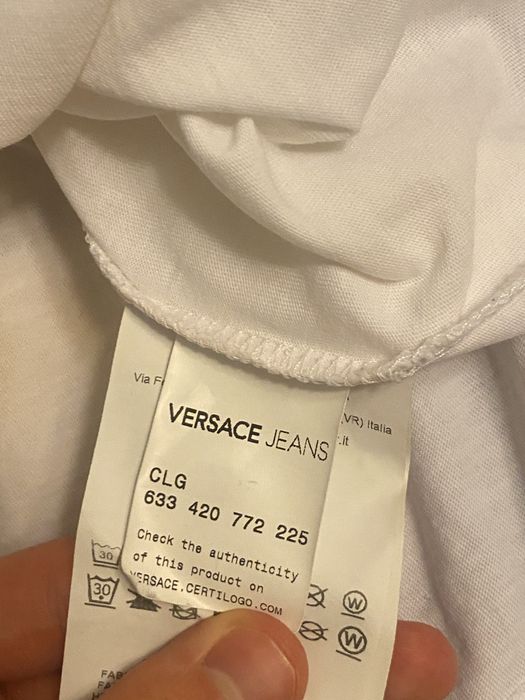 Via
(VR) Italia
.it
VERSACE JEANS
CLG
633 420 772 225
Check the authenticity
of this product on
VERSACE.CERTILOGO.COM
30
W
30
W